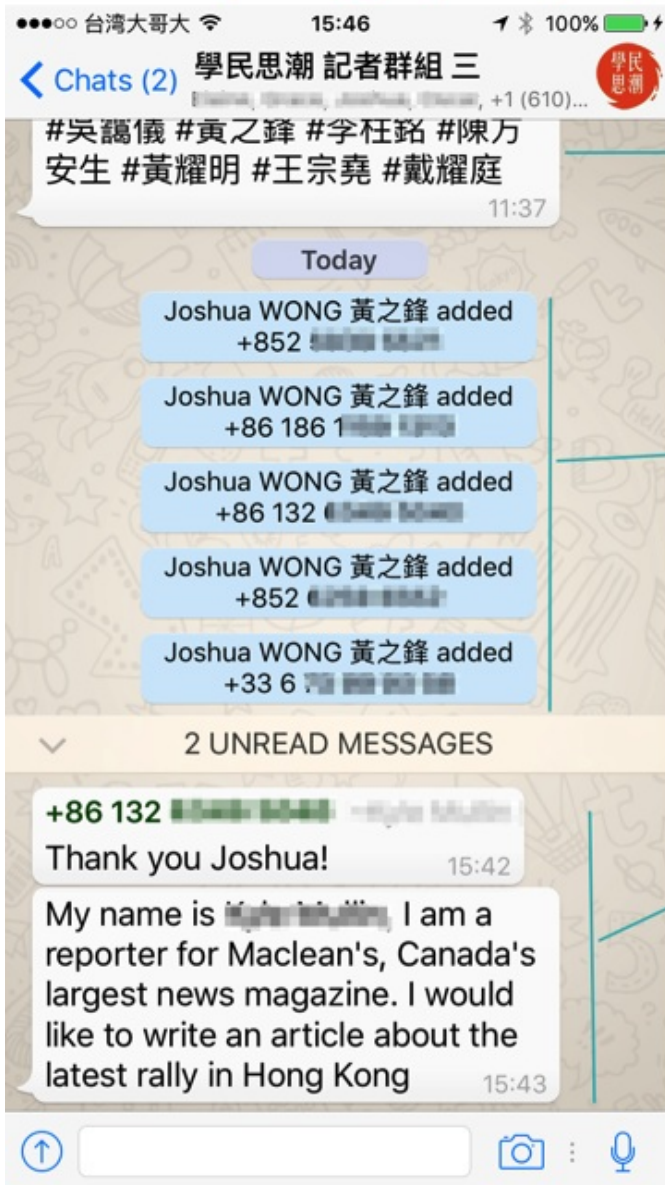 台湾大哥大 15:46 100%
Chats (2) 學民思潮 記者群組 三
學民
思潮
, +1 (610)...
#吳靄儀 #黃之鋒 #李柱銘 #陳方
安生 #黃耀明 #王宗堯 #戴耀庭
11:37
Today
Joshua WONG 黃之鋒 added
+852
Joshua WONG 黃之鋒 added
+86 186 1
Joshua WONG 黃之鋒 added
+86 132
Joshua WONG 黃之鋒 added
+852
Joshua WONG 黃之鋒 added
+33 6
2 UNREAD MESSAGES
+86 132
Thank you Joshua! 15:42
My name is I am a
reporter for Maclean's, Canada's
largest news magazine. I would
like to write an article about the
latest rally in Hong Kong 15:43